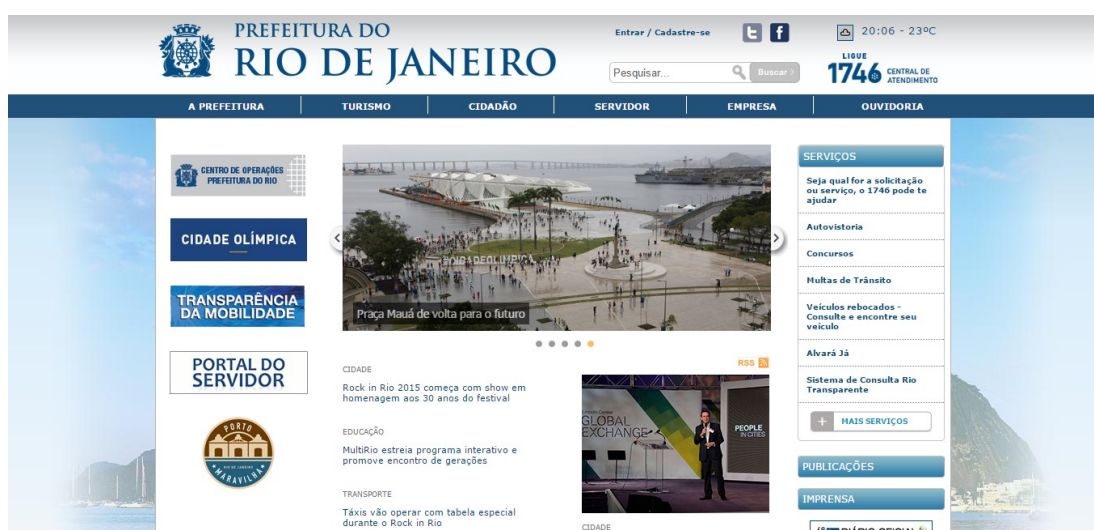 PREFEITURA DO
RIO DE JANEIRO
Entrar / Cadastre-se
20:06 - 23ºC
Pesquisar...
Buscar >
LIGUE
1746
CENTRAL DE
ATENDIMENTO
A PREFEITURA
TURISMO
CIDADÃO
SERVIDOR
EMPRESA
OUVIDORIA
CENTRO DE OPERAÇÕES
PREFEITURA DO RIO
CIDADE OLÍMPICA
TRANSPARÊNCIA
DA MOBILIDADE
PORTAL DO
SERVIDOR
PORTO
RIO DE JANEIRO
MARAVILHA
#CIDADEOLIMPICA
Praça Mauá de volta para o futuro
CIDADE
Rock in Rio 2015 começa com show em
homenagem aos 30 anos do festival
EDUCAÇÃO
MultiRio estreia programa interativo e
promove encontro de gerações
TRANSPORTE
Táxis vão operar com tabela especial
durante o Rock in Rio
RSS
GLOBAL
EXCHANGE
PEOPLE
IN CITIES
CIDADE
SERVIÇOS
Seja qual for a solicitação
ou serviço, o 1746 pode te
ajudar
Autovistoria
Concursos
Multas de Trânsito
Veículos rebocados -
Consulte e encontre seu
veículo
Alvará Já
Sistema de Consulta Rio
Transparente
+ MAIS SERVIÇOS
PUBLICAÇÕES
IMPRENSA
DIÁRIO OFICIAL